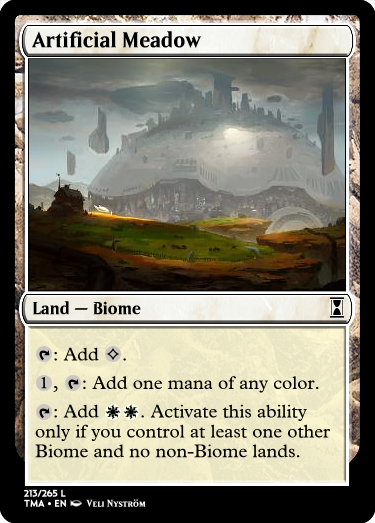 Artificial Meadow
Land — Biome
: Add .
1, : Add one mana of any color.
: Add . Activate this ability
only if you control at least one other
Biome and no non-Biome lands.
213/265 L
TMA • EN Veli Nyström